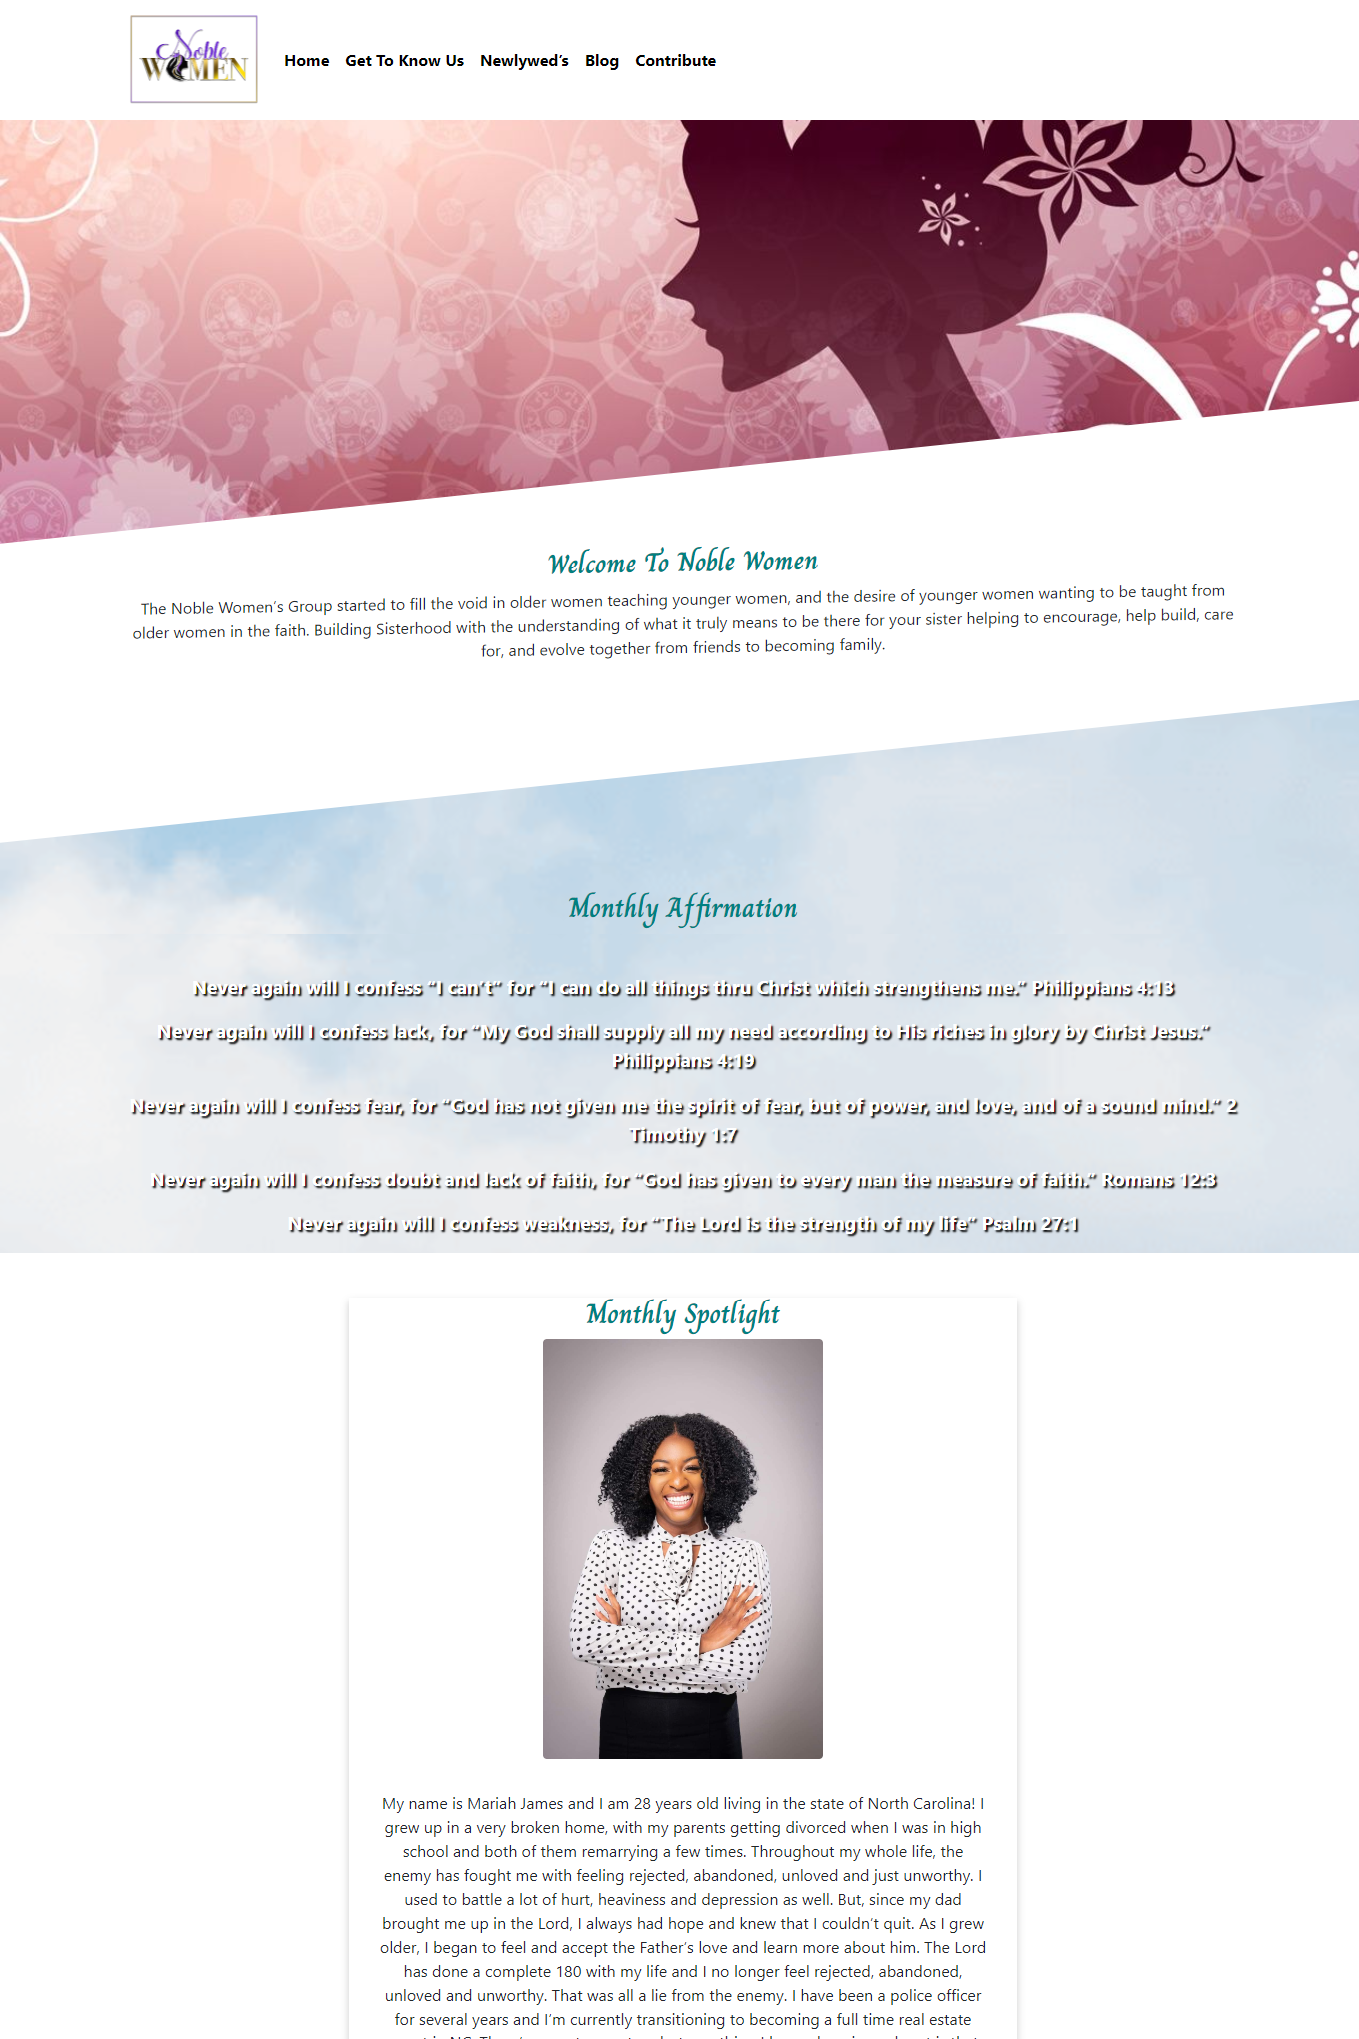 Noble
WOMEN
Home Get To Know Us Newlywed's Blog Contribute
Welcome To Noble Women
The Noble Women's Group started to fill the void in older women teaching younger women, and the desire of younger women wanting to be taught from
older women in the faith. Building Sisterhood with the understanding of what it truly means to be there for your sister helping to encourage, help build, care
for, and evolve together from friends to becoming family.
Monthly Affirmation
Never again will I confess “I can’t” for “I can do all things thru Christ which strengthens me.” Philippians 4:13
Never again will I confess lack, for “My God shall supply all my need according to His riches in glory by Christ Jesus.”
Philippians 4:19
Never again will I confess fear, for “God has not given me the spirit of fear, but of power, and love, and of a sound mind.” 2
Timothy 1:7
Never again will I confess doubt and lack of faith, for “God has given to every man the measure of faith.” Romans 12:3
Never again will I confess weakness, for “The Lord is the strength of my life” Psalm 27:1
Monthly Spotlight
My name is Mariah James and I am 28 years old living in the state of North Carolina! I
grew up in a very broken home, with my parents getting divorced when I was in high
school and both of them remarrying a few times. Throughout my whole life, the
enemy has fought me with feeling rejected, abandoned, unloved and just unworthy. I
used to battle a lot of hurt, heaviness and depression as well. But, since my dad
brought me up in the Lord, I always had hope and knew that I couldn’t quit. As I grew
older, I began to feel and accept the Father’s love and learn more about him. The Lord
has done a complete 180 with my life and I no longer feel rejected, abandoned,
unloved and unworthy. That was all a lie from the enemy. I have been a police officer
for several years and I’m currently transitioning to becoming a full time real estate